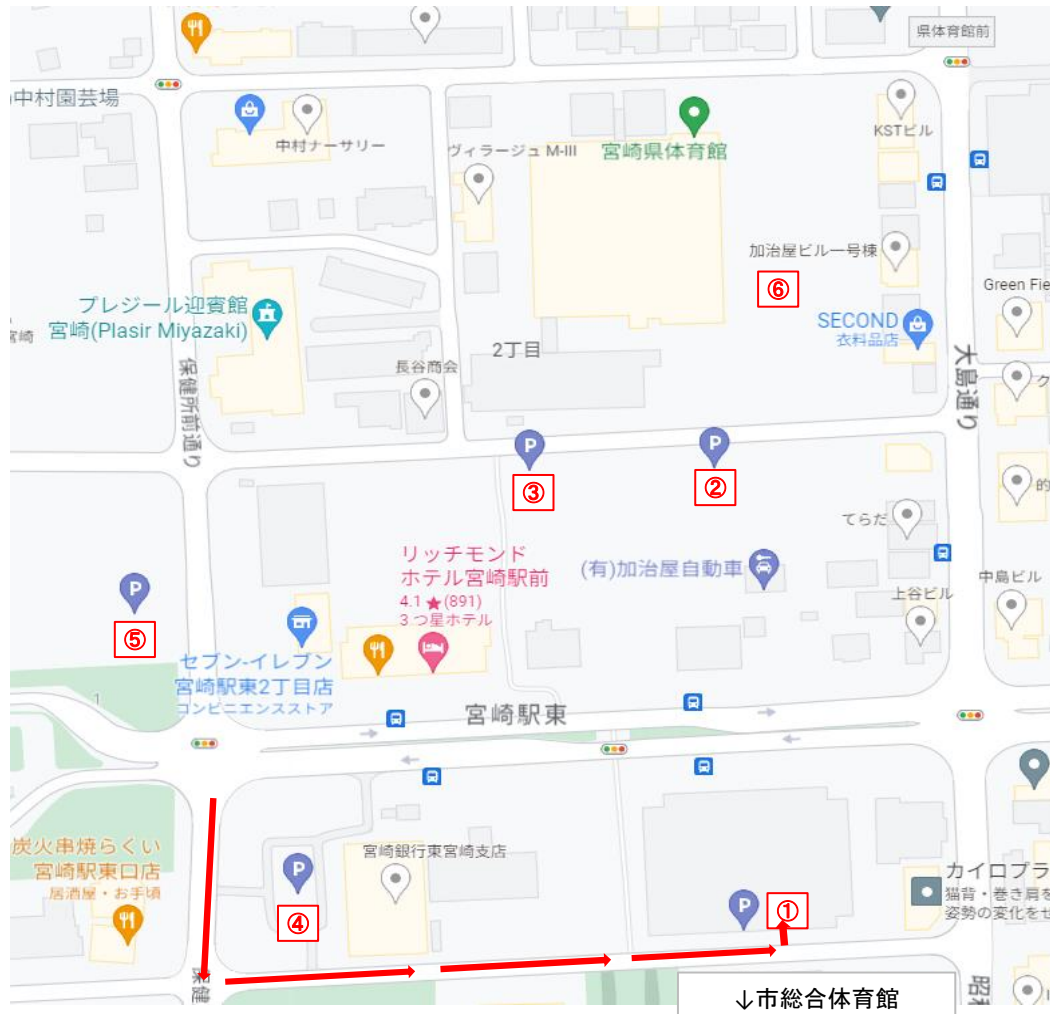 県体育館前
中村園芸場
中村ナーサリー
ヴィラージュ M-III
宮崎県体育館
KSTビル
加治屋ビル一号棟
⑥
Green Fie
プレジール迎賓館
宮崎(Plasir Miyazaki)
宮崎
SECOND
衣料品店
2丁目
長谷商会
保健所前通り
大島通り
ク
P
P
③
②
的
てらだ
リッチモンド
ホテル宮崎駅前
4.1 ★ (891)
3 つ星ホテル
(有)加治屋自動車
中島ビル
上谷ビル
P
⑤
セブン-イレブン
宮崎駅東2丁目店
コンビニエンスストア
1
宮崎駅東
炭火串焼らくい
宮崎駅東口店
居酒屋・お手頃
宮崎銀行東宮崎支店
P
④
P
①
カイロプラ
猫背・巻き肩を
姿勢の変化をせ
保健
↓市総合体育館
昭和